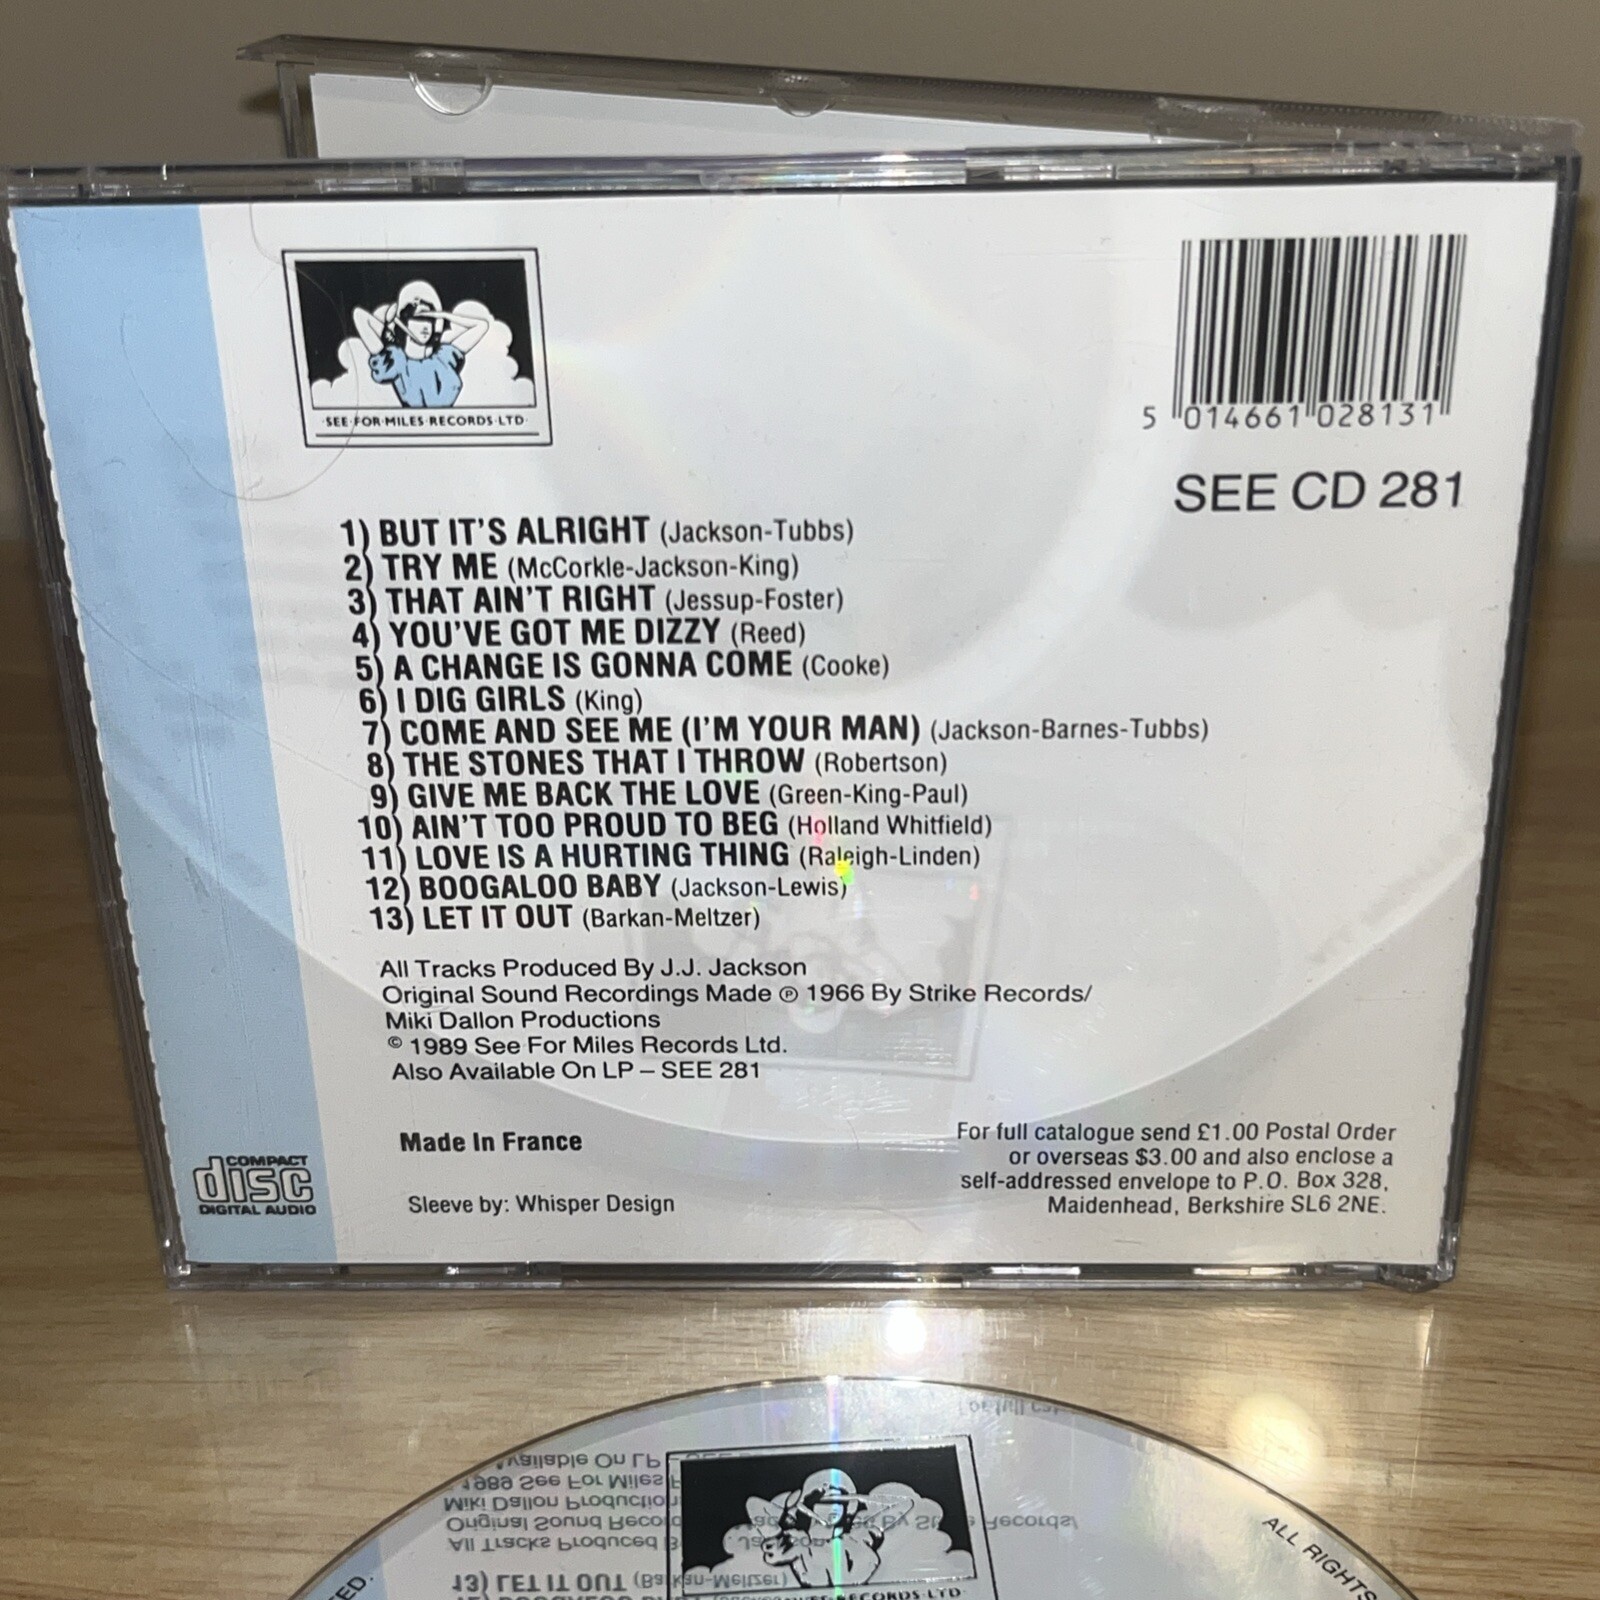 ·SEE·FOR·MILES·RECORDS·LTD·
5 014661 028131
SEE CD 281
1) BUT IT'S ALRIGHT (Jackson-Tubbs)
2) TRY ME (McCorkle-Jackson-King)
3) THAT AIN'T RIGHT (Jessup-Foster)
4) YOU'VE GOT ME DIZZY (Reed)
5) A CHANGE IS GONNA COME (Cooke)
6) I DIG GIRLS (King)
7) COME AND SEE ME (I'M YOUR MAN) (Jackson-Barnes-Tubbs)
8) THE STONES THAT I THROW (Robertson)
9) GIVE ME BACK THE LOVE (Green-King-Paul)
10) AIN'T TOO PROUD TO BEG (Holland Whitfield)
11) LOVE IS A HURTING THING (Raleigh-Linden)
12) BOOGALOO BABY (Jackson-Lewis)
13) LET IT OUT (Barkan-Meltzer)
All Tracks Produced By J.J. Jackson
Original Sound Recordings Made ℗ 1966 By Strike Records/
Miki Dallon Productions
© 1989 See For Miles Records Ltd.
Also Available On LP – SEE 281
Made In France
Sleeve by: Whisper Design
For full catalogue send £1.00 Postal Order
or overseas $3.00 and also enclose a
self-addressed envelope to P.O. Box 328,
Maidenhead, Berkshire SL6 2NE.
COMPACT
disc
DIGITAL AUDIO
ALL RIGHTS
RECORDS·LTD·